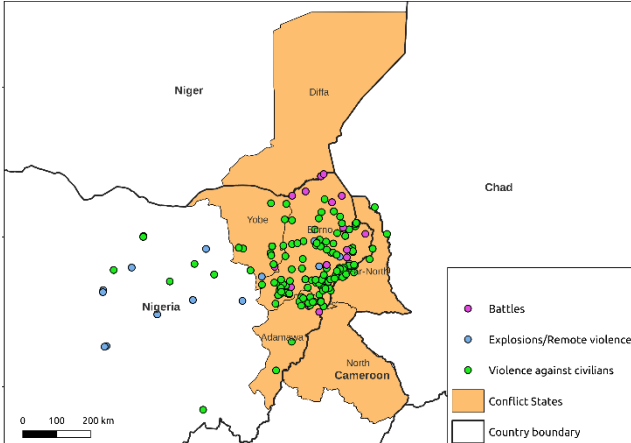 Diffa
Niger
Chad
Yobe
Borno
ar-North
Nigeria
Adamawa
North
Cameroon
Battles
Explosions/Remote violence
Violence against civilians
Conflict States
Country boundary
0 100 200 km